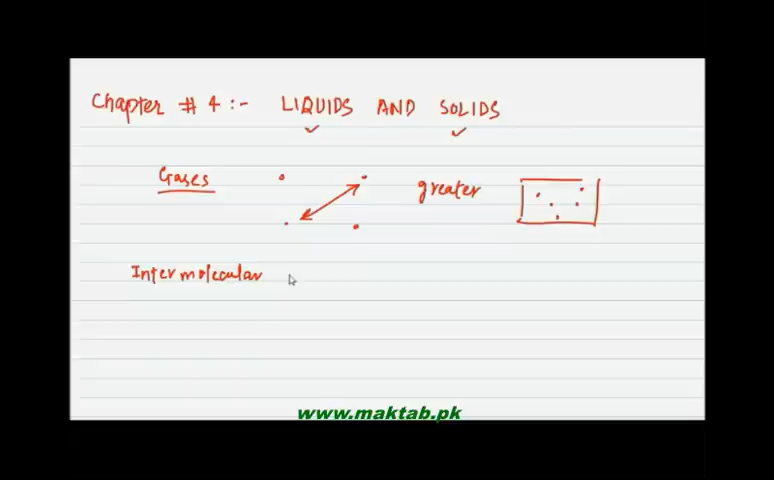 Chapter # 4 :- LIQUIDS AND SOLIDS
Gases greater
Intermolecular
www.maktab.pk